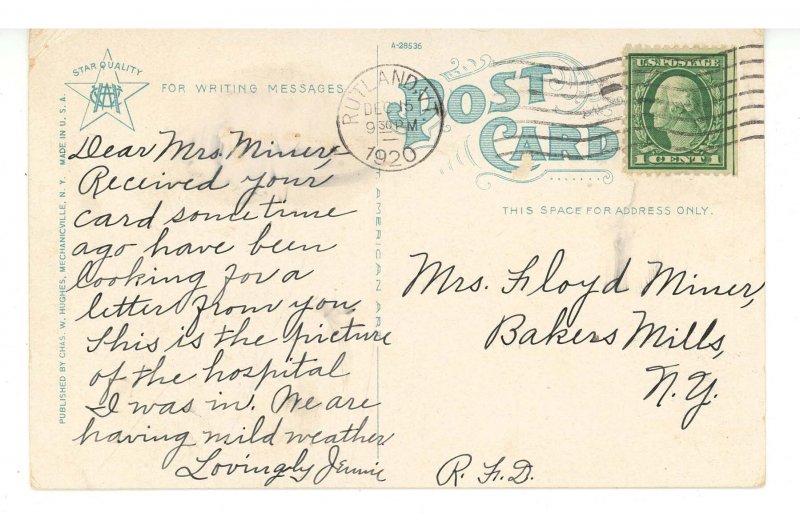 A-28536
STAR QUALITY
FOR WRITING MESSAGES
POST
CARD
RUTLAND, VT.
DEC 15
9 30 PM
1920
U.S. POSTAGE
1 CENT 1
THIS SPACE FOR ADDRESS ONLY.
PUBLISHED BY CHAS. W. HUGHES, MECHANICVILLE, N. Y. MADE IN U. S. A.
AMERICAN ART
Dear Mrs. Miner,-
Received your
card sometime
ago have been
looking for a
letter from you.
This is the picture
of the hospital
I was in. We are
having mild weather
Lovingly Jennie
Mrs. Floyd Miner,
Bakers Mills,
N.Y.
R. F. D.